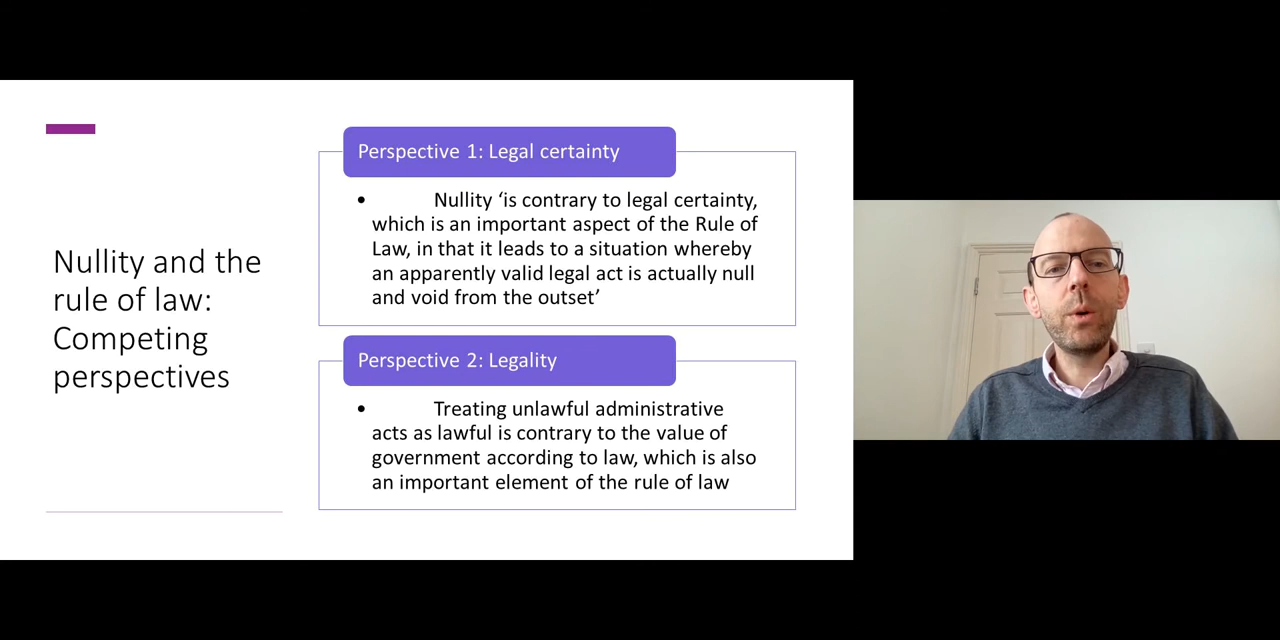 Nullity and the
rule of law:
Competing
perspectives
Perspective 1: Legal certainty
• Nullity ‘is contrary to legal certainty,
which is an important aspect of the Rule of
Law, in that it leads to a situation whereby
an apparently valid legal act is actually null
and void from the outset’
Perspective 2: Legality
• Treating unlawful administrative
acts as lawful is contrary to the value of
government according to law, which is also
an important element of the rule of law